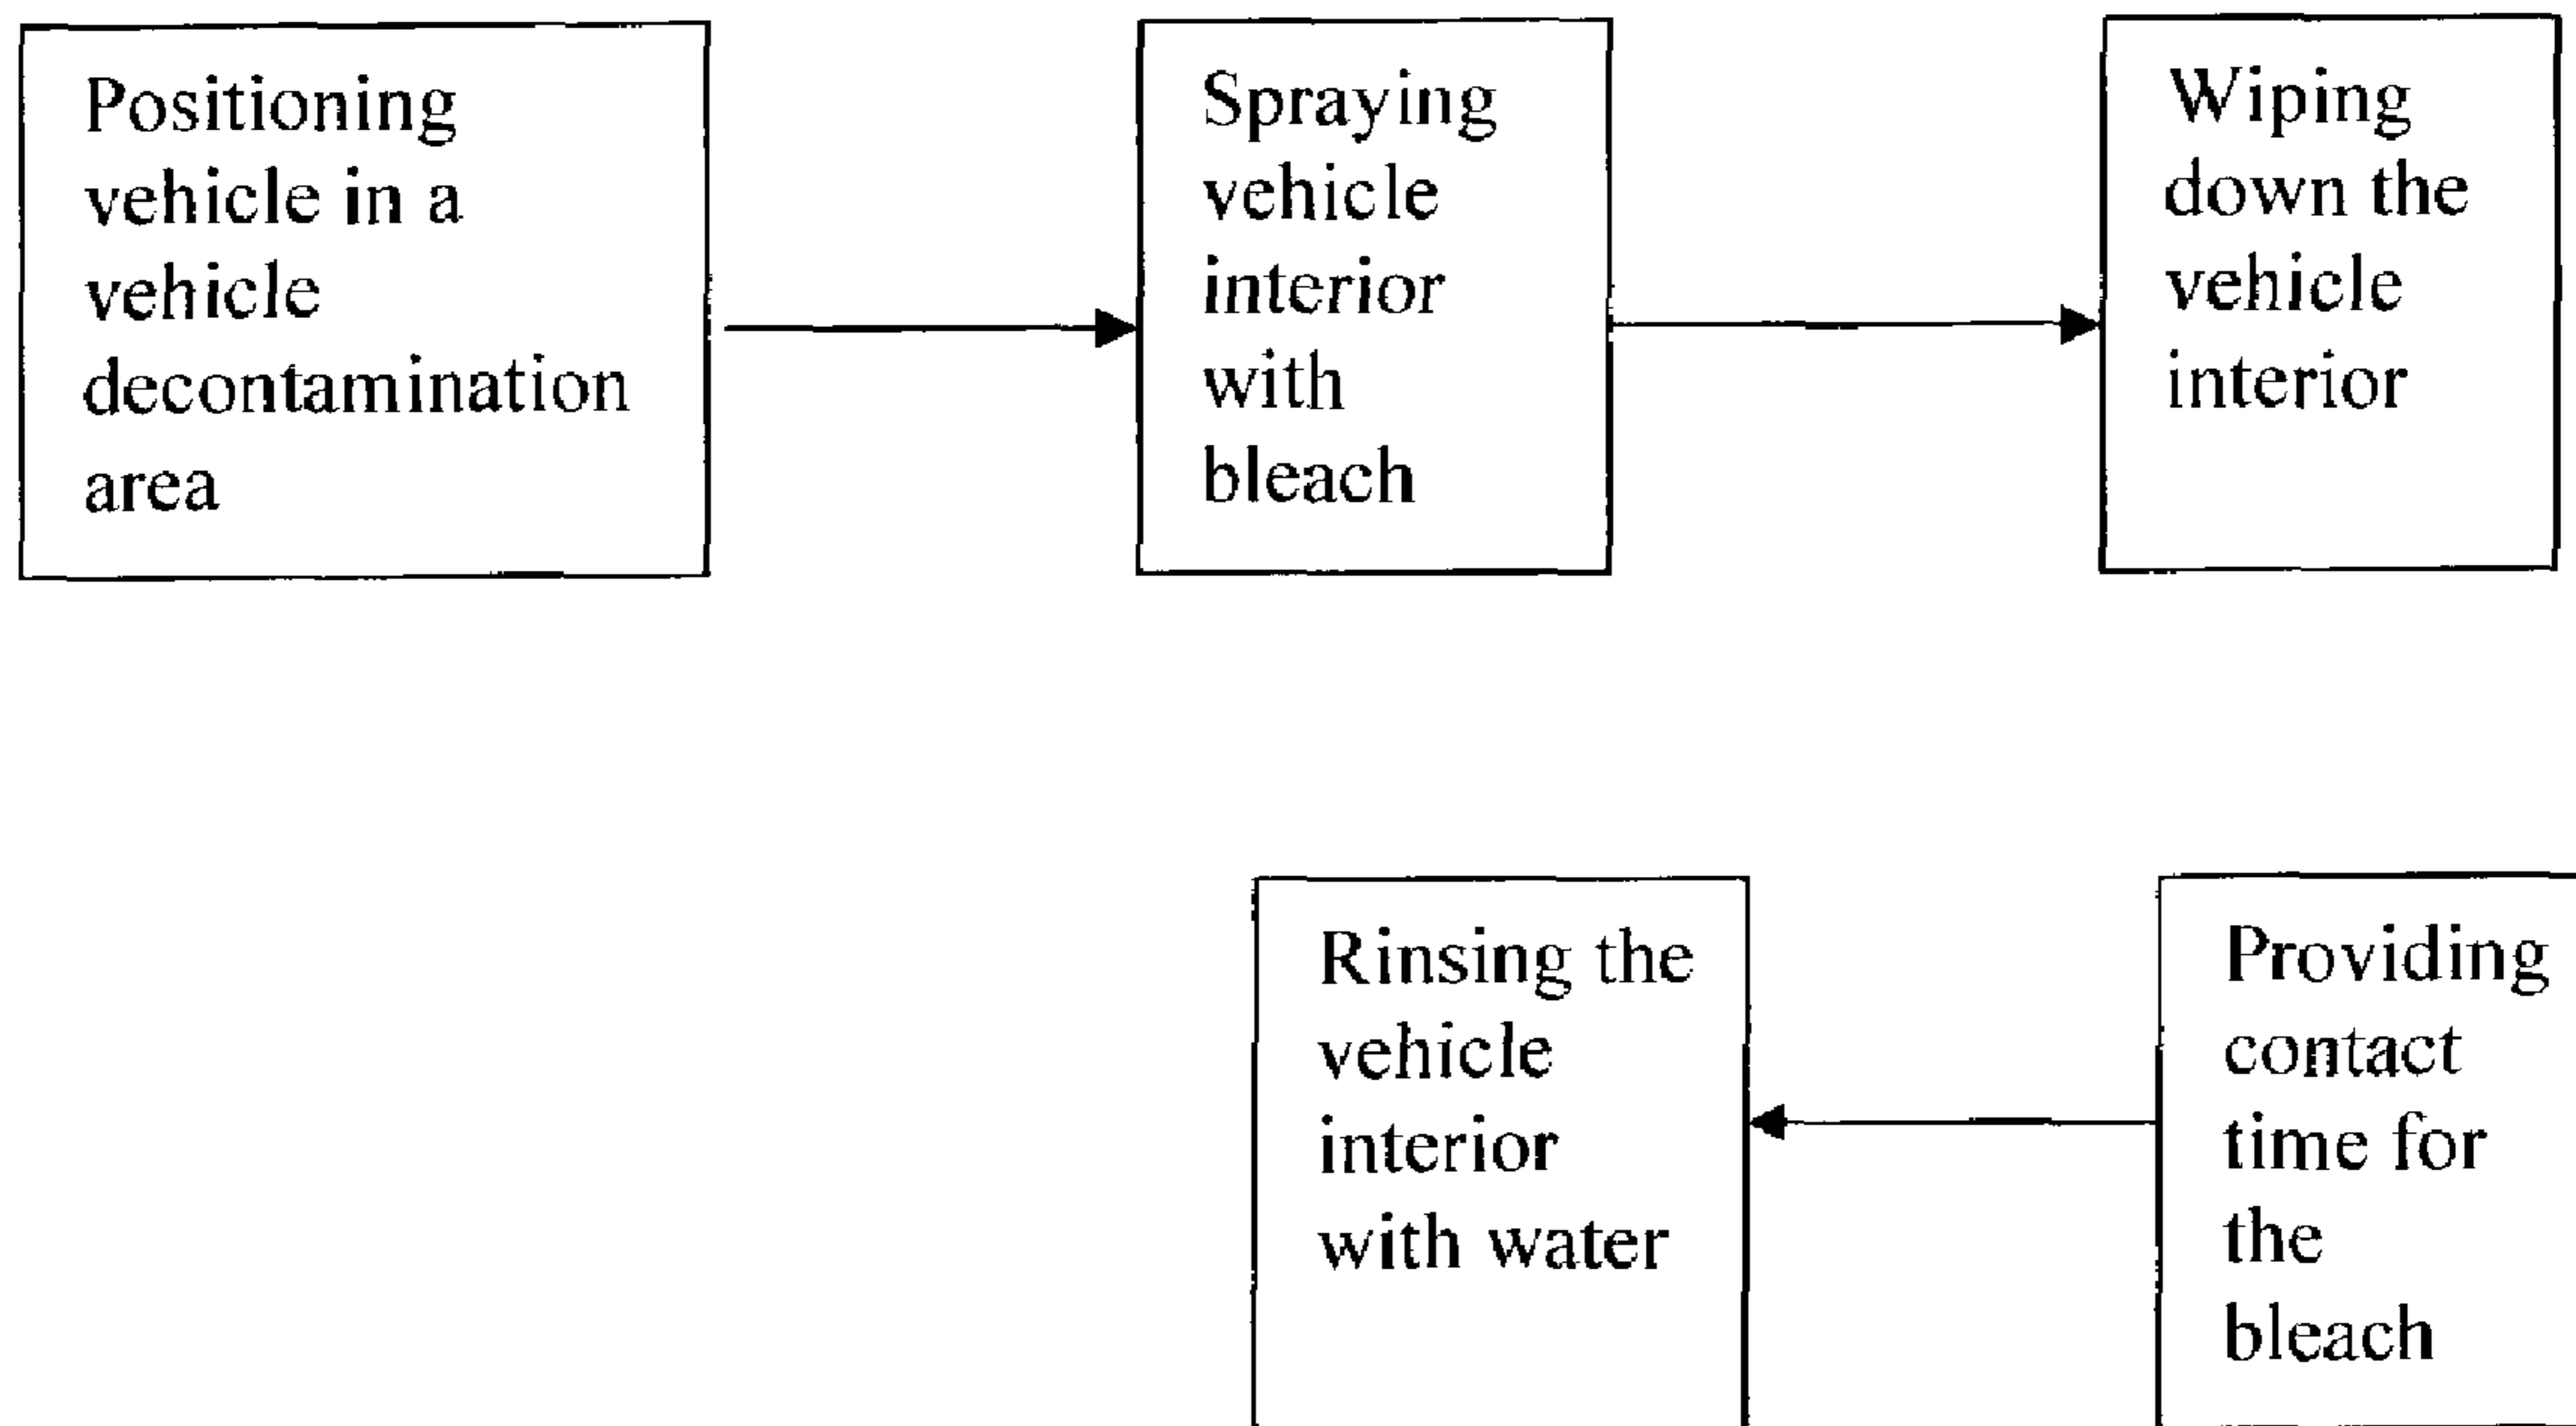 Positioning
vehicle in a
vehicle
decontamination
area
Spraying
vehicle
interior
with
bleach
Wiping
down the
vehicle
interior
Rinsing the
vehicle
interior
with water
Providing
contact
time for
the
bleach